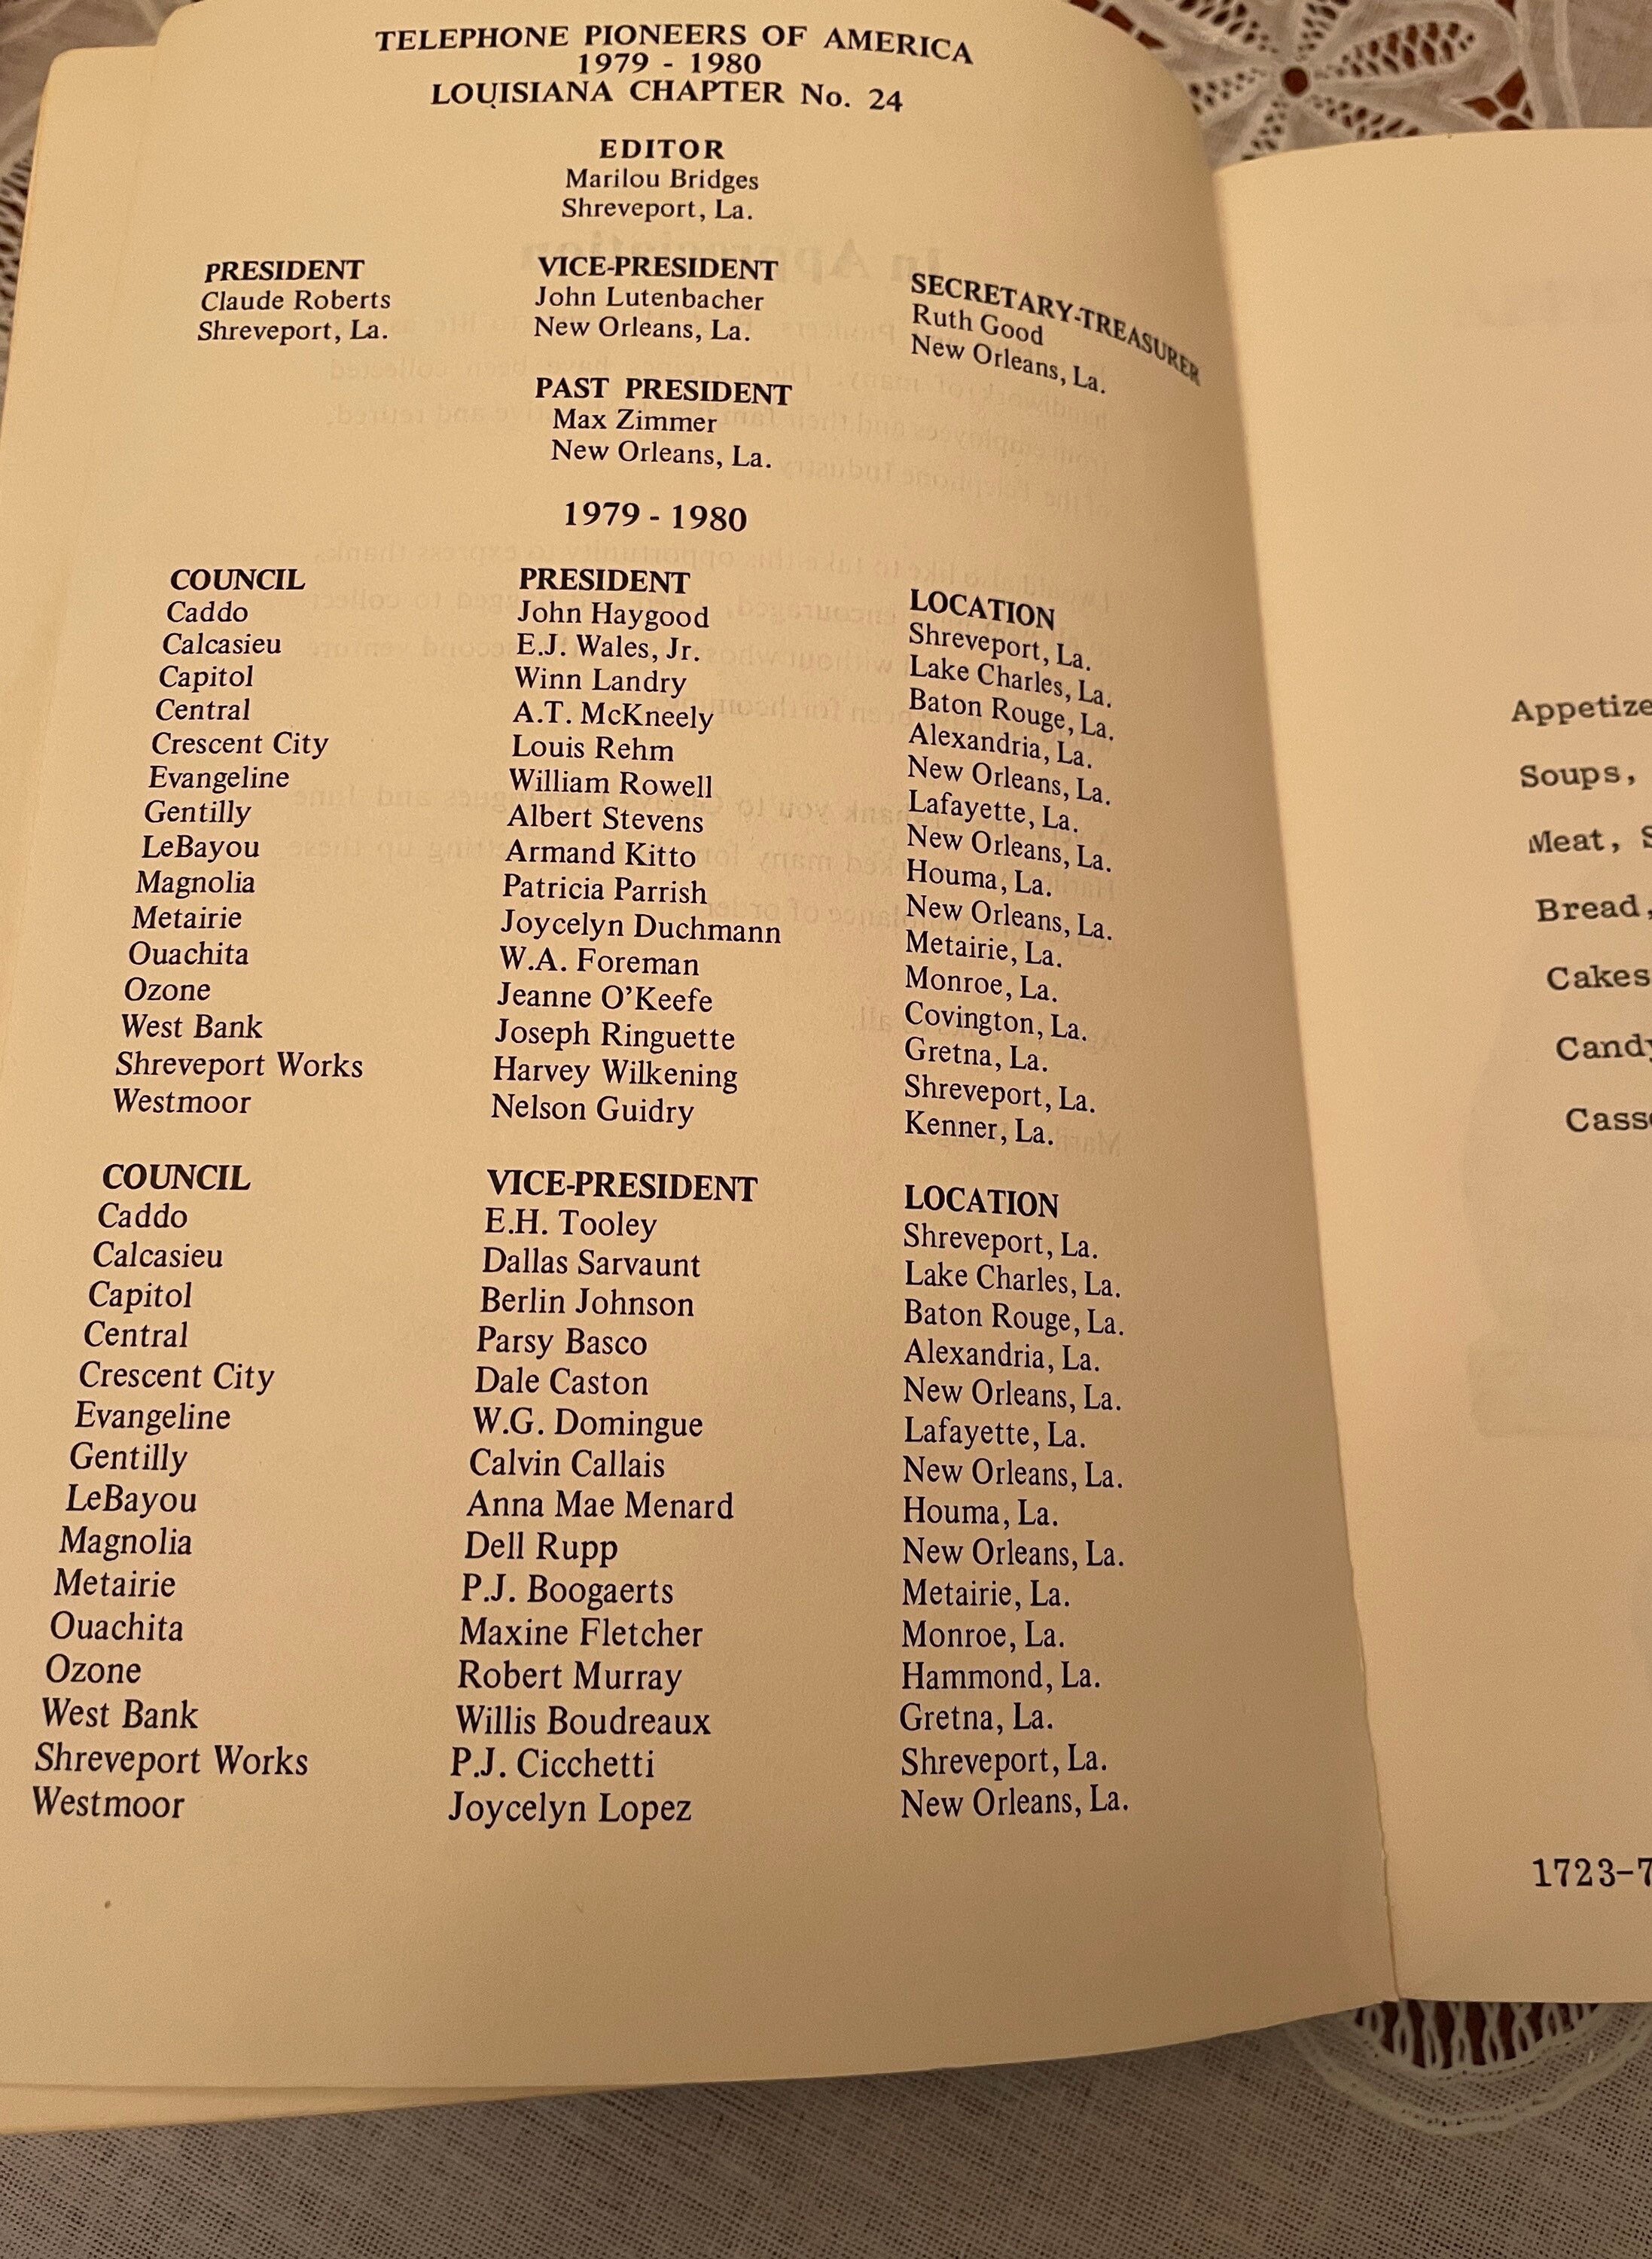 TELEPHONE PIONEERS OF AMERICA
1979 - 1980
LOUISIANA CHAPTER No. 24
EDITOR
Marilou Bridges
Shreveport, La.
PRESIDENT VICE-PRESIDENT SECRETARY-TREASURER
Claude Roberts John Lutenbacher Ruth Good
Shreveport, La. New Orleans, La. New Orleans, La.
PAST PRESIDENT
Max Zimmer
New Orleans, La.
1979 - 1980
COUNCIL PRESIDENT LOCATION
Caddo John Haygood Shreveport, La.
Calcasieu E.J. Wales, Jr. Lake Charles, La.
Capitol Winn Landry Baton Rouge, La.
Central A.T. McKneely Alexandria, La.
Crescent City Louis Rehm New Orleans, La.
Evangeline William Rowell Lafayette, La.
Gentilly Albert Stevens New Orleans, La.
LeBayou Armand Kitto Houma, La.
Magnolia Patricia Parrish New Orleans, La.
Metairie Joycelyn Duchmann Metairie, La.
Ouachita W.A. Foreman Monroe, La.
Ozone Jeanne O'Keefe Covington, La.
West Bank Joseph Ringuette Gretna, La.
Shreveport Works Harvey Wilkening Shreveport, La.
Westmoor Nelson Guidry Kenner, La.
COUNCIL VICE-PRESIDENT LOCATION
Caddo E.H. Tooley Shreveport, La.
Calcasieu Dallas Sarvaunt Lake Charles, La.
Capitol Berlin Johnson Baton Rouge, La.
Central Parsy Basco Alexandria, La.
Crescent City Dale Caston New Orleans, La.
Evangeline W.G. Domingue Lafayette, La.
Gentilly Calvin Callais New Orleans, La.
LeBayou Anna Mae Menard Houma, La.
Magnolia Dell Rupp New Orleans, La.
Metairie P.J. Boogaerts Metairie, La.
Ouachita Maxine Fletcher Monroe, La.
Ozone Robert Murray Hammond, La.
West Bank Willis Boudreaux Gretna, La.
Shreveport Works P.J. Cicchetti Shreveport, La.
Westmoor Joycelyn Lopez New Orleans, La.
Appetize
Soups,
Meat, S
Bread,
Cakes
Candy
Cass
1723-7